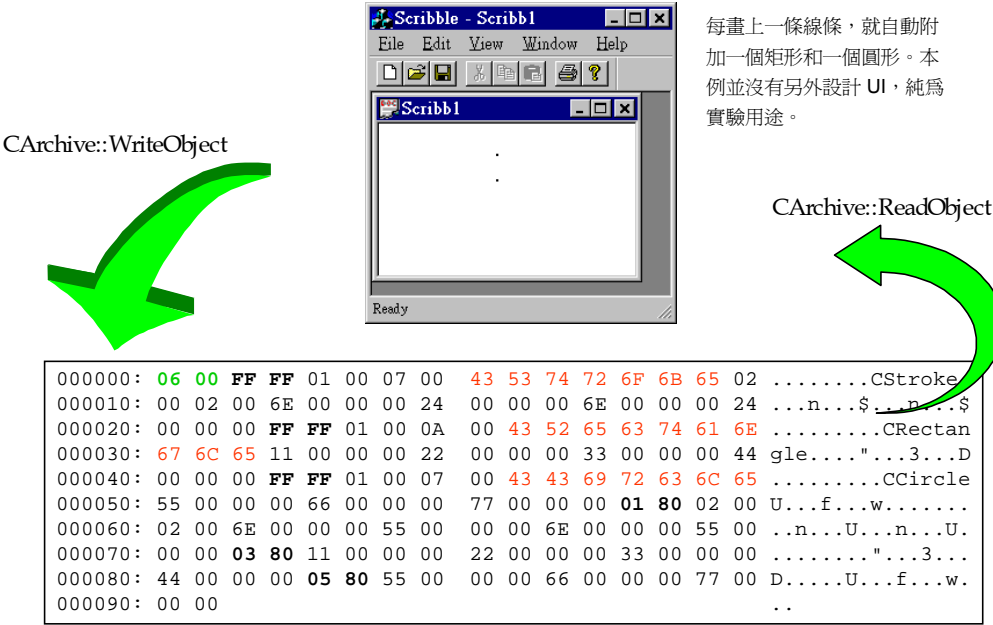 Scribble - Scribb1
File Edit View Window Help
Scribb1
Ready
每畫上一條線條，就自動附
加一個矩形和一個圓形。本
例並沒有另外設計 UI，純爲
實驗用途。
CArchive::WriteObject
CArchive::ReadObject
000000: 06 00 FF FF 01 00 07 00 43 53 74 72 6F 6B 65 02 ........CStroke.
000010: 00 02 00 6E 00 00 00 24 00 00 00 6E 00 00 00 24 ...n...$...n...$
000020: 00 00 00 FF FF 01 00 0A 00 43 52 65 63 74 61 6E .........CRectan
000030: 67 6C 65 11 00 00 00 22 00 00 00 33 00 00 00 44 gle...."...3...D
000040: 00 00 00 FF FF 01 00 07 00 43 43 69 72 63 6C 65 .........CCircle
000050: 55 00 00 00 66 00 00 00 77 00 00 00 01 80 02 00 U...f...w.......
000060: 02 00 6E 00 00 00 55 00 00 00 6E 00 00 00 55 00 ..n...U...n...U.
000070: 00 00 03 80 11 00 00 00 22 00 00 00 33 00 00 00 ........"...3...
000080: 44 00 00 00 05 80 55 00 00 00 66 00 00 00 77 00 D.....U...f...w.
000090: 00 00 ..